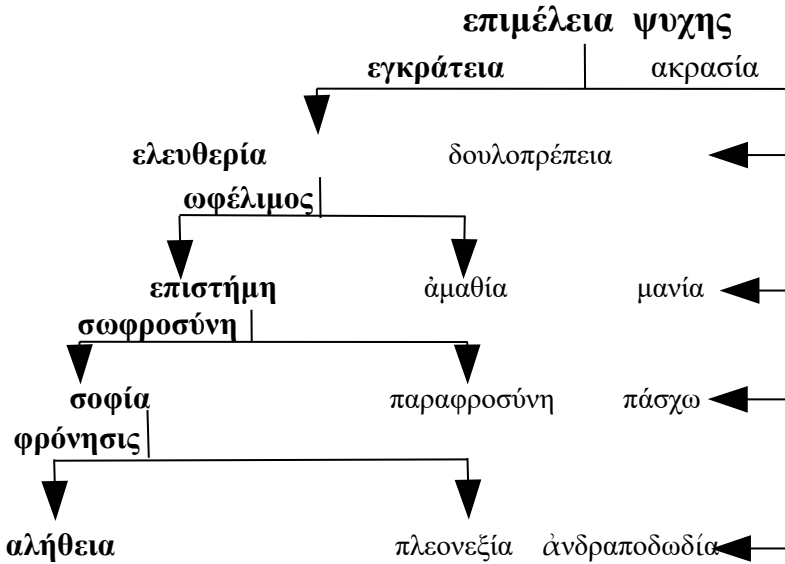 επιμέλεια ψυχης
εγκράτεια ακρασία
ελευθερία δουλοπρέπεια
ωφέλιμος
επιστήμη ἀμαθία μανία
σωφροσύνη
σοφία παραφροσύνη πάσχω
φρόνησις
αλήθεια πλεονεξία ἀνδραποδωδία